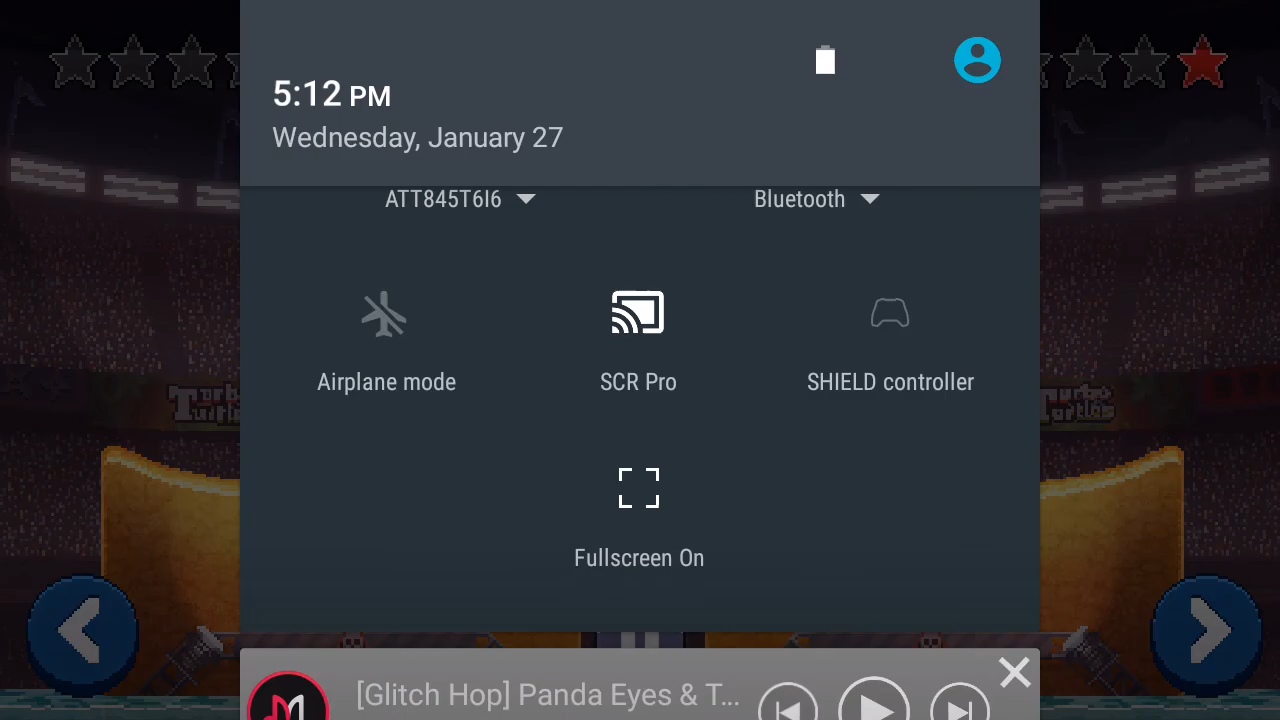 5:12 PM
Wednesday, January 27
ATT845T6I6
Bluetooth
Airplane mode
SCR Pro
SHIELD controller
Fullscreen On
[Glitch Hop] Panda Eyes & T...